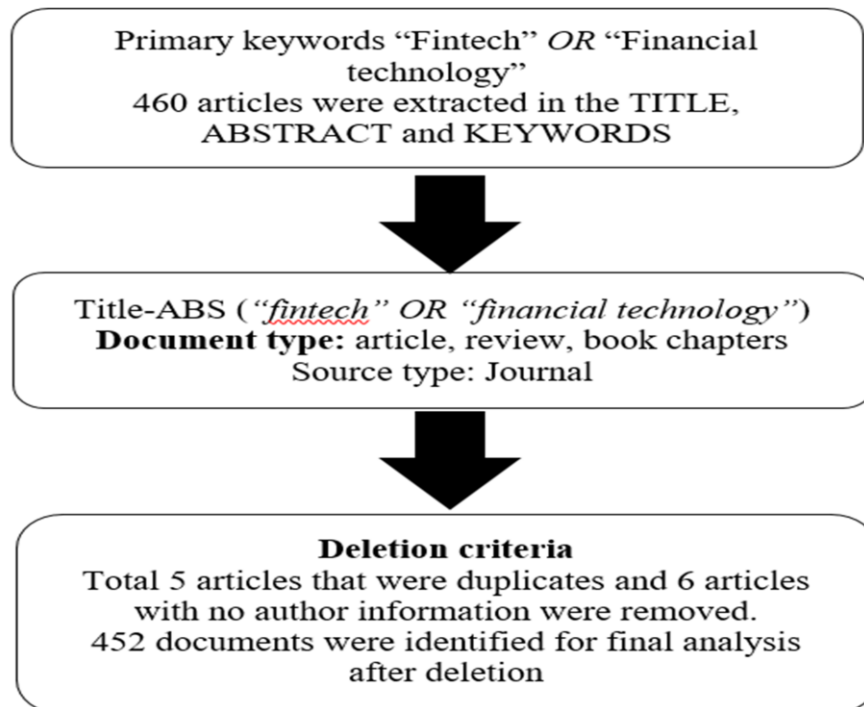 Primary keywords “Fintech” OR “Financial
technology”
460 articles were extracted in the TITLE,
ABSTRACT and KEYWORDS
Title-ABS (“fintech” OR “financial technology”)
Document type: article, review, book chapters
Source type: Journal
Deletion criteria
Total 5 articles that were duplicates and 6 articles
with no author information were removed.
452 documents were identified for final analysis
after deletion